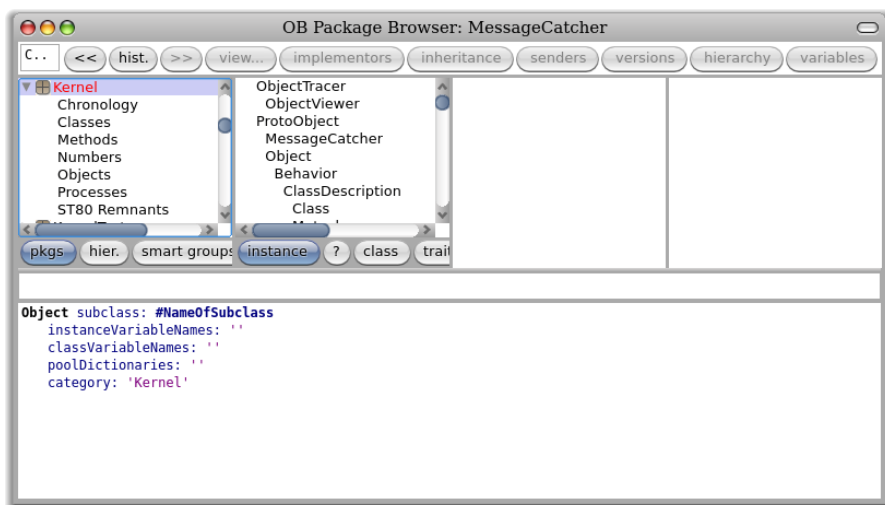 OB Package Browser: MessageCatcher
C.. << hist. >> view... implementors inheritance senders versions hierarchy variables
Kernel
Chronology
Classes
Methods
Numbers
Objects
Processes
ST80 Remnants
ObjectTracer
ObjectViewer
ProtoObject
MessageCatcher
Object
Behavior
ClassDescription
Class
pkgs hier. smart groups instance ? class trait
Object subclass: #NameOfSubclass
instanceVariableNames: ''
classVariableNames: ''
poolDictionaries: ''
category: 'Kernel'